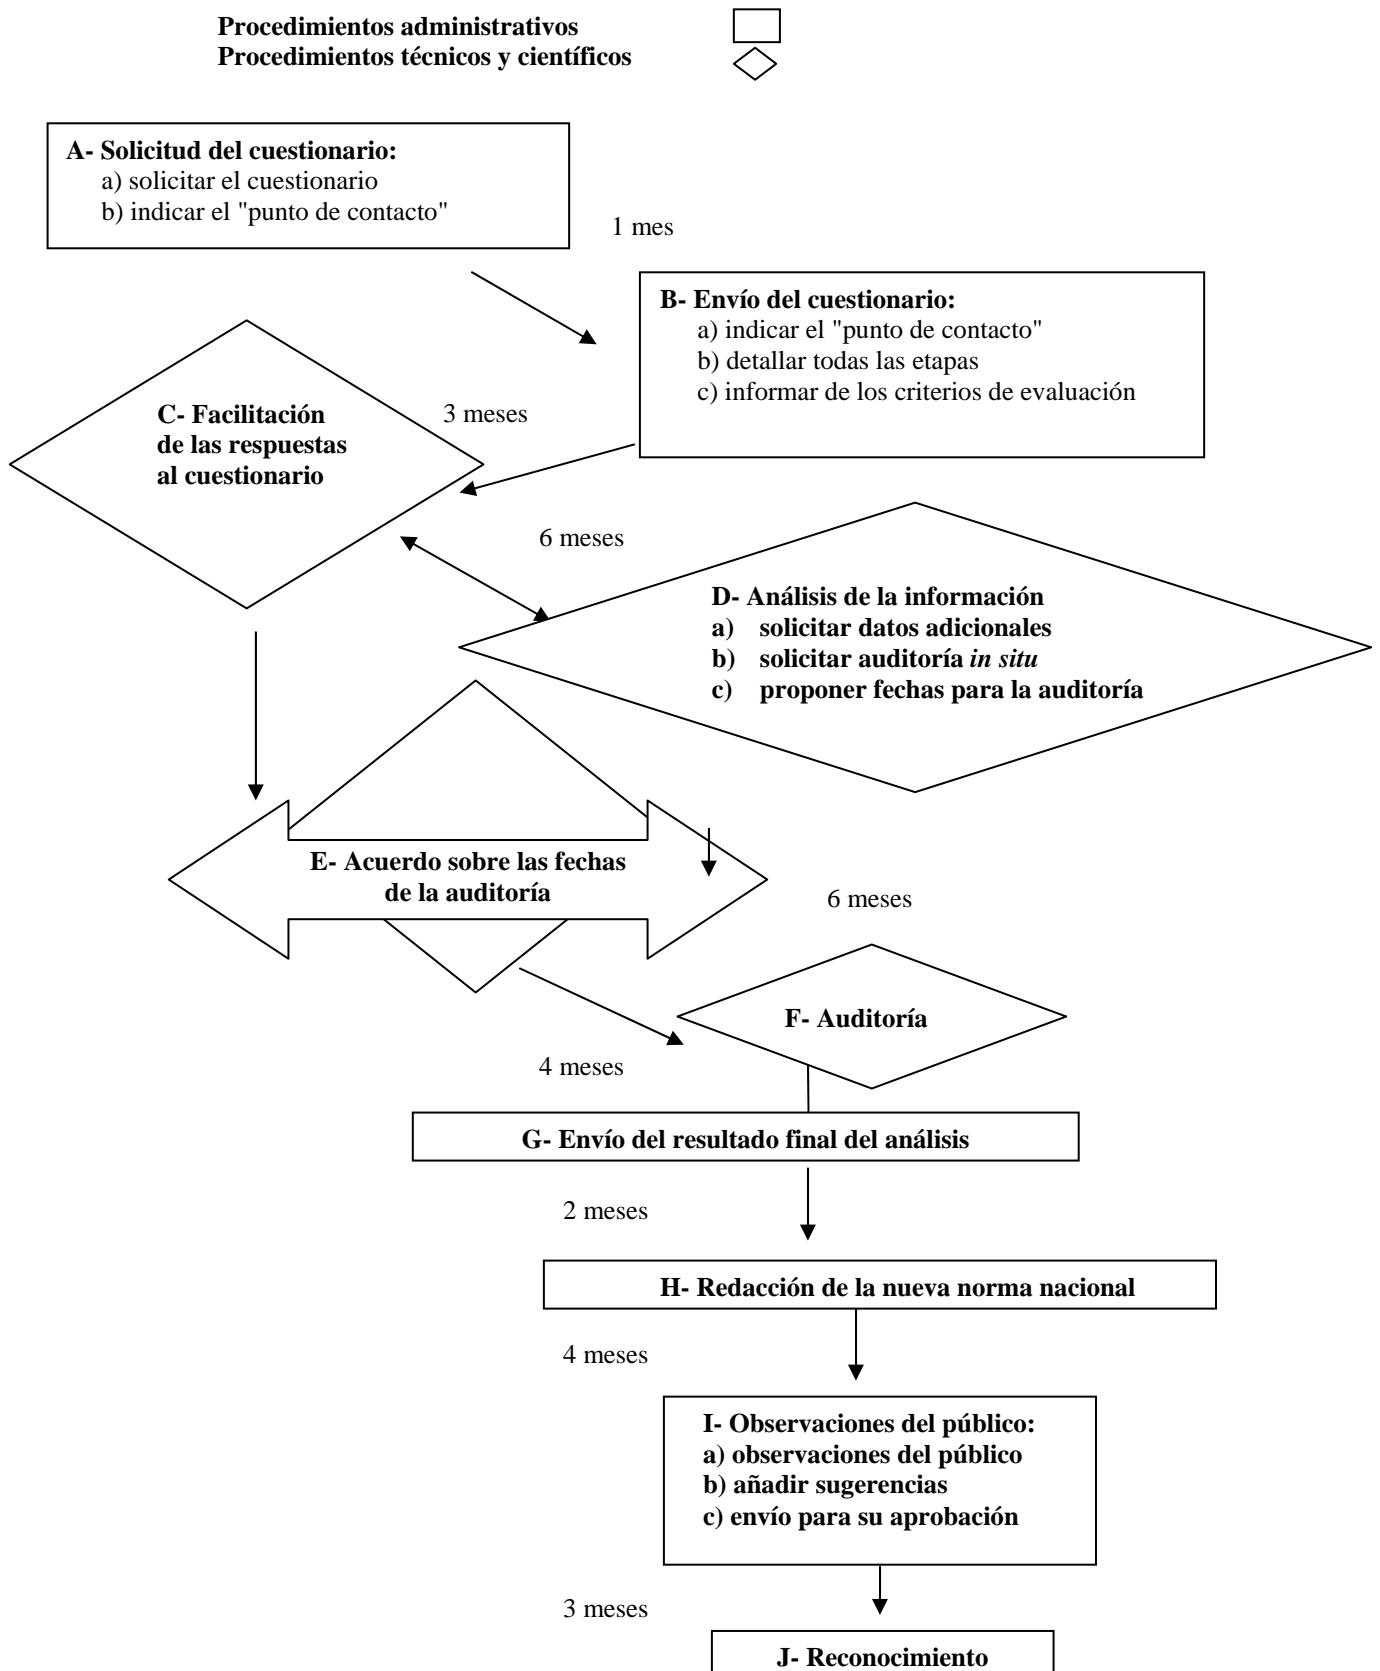 Procedimientos administrativos
Procedimientos técnicos y científicos
A- Solicitud del cuestionario:
a) solicitar el cuestionario
b) indicar el "punto de contacto"
1 mes
B- Envío del cuestionario:
a) indicar el "punto de contacto"
b) detallar todas las etapas
c) informar de los criterios de evaluación
3 meses
C- Facilitación
de las respuestas
al cuestionario
6 meses
D- Análisis de la información
a) solicitar datos adicionales
b) solicitar auditoría in situ
c) proponer fechas para la auditoría
E- Acuerdo sobre las fechas
de la auditoría
6 meses
F- Auditoría
4 meses
G- Envío del resultado final del análisis
2 meses
H- Redacción de la nueva norma nacional
4 meses
I- Observaciones del público:
a) observaciones del público
b) añadir sugerencias
c) envío para su aprobación
3 meses
J- Reconocimiento